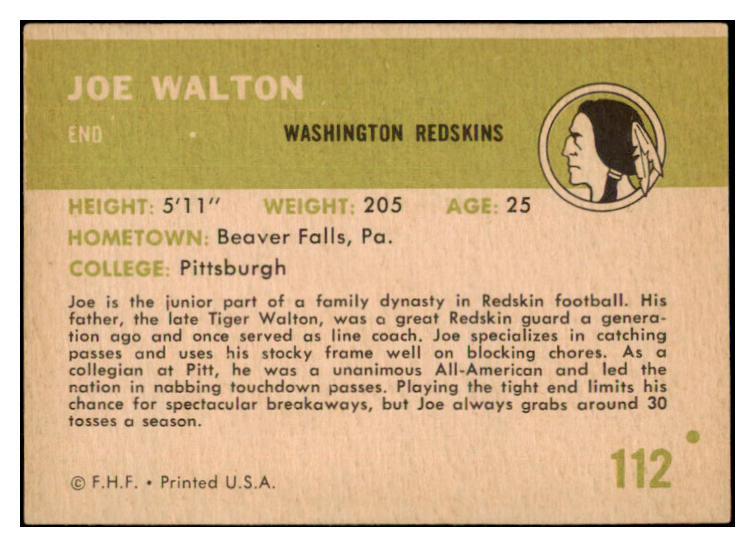 JOE WALTON
END
WASHINGTON REDSKINS
HEIGHT: 5'11" WEIGHT: 205 AGE: 25
HOMETOWN: Beaver Falls, Pa.
COLLEGE: Pittsburgh
Joe is the junior part of a family dynasty in Redskin football. His
father, the late Tiger Walton, was a great Redskin guard a genera-
tion ago and once served as line coach. Joe specializes in catching
passes and uses his stocky frame well on blocking chores. As a
collegian at Pitt, he was a unanimous All-American and led the
nation in nabbing touchdown passes. Playing the tight end limits his
chance for spectacular breakaways, but Joe always grabs around 30
tosses a season.
112
© F.H.F. • Printed U.S.A.